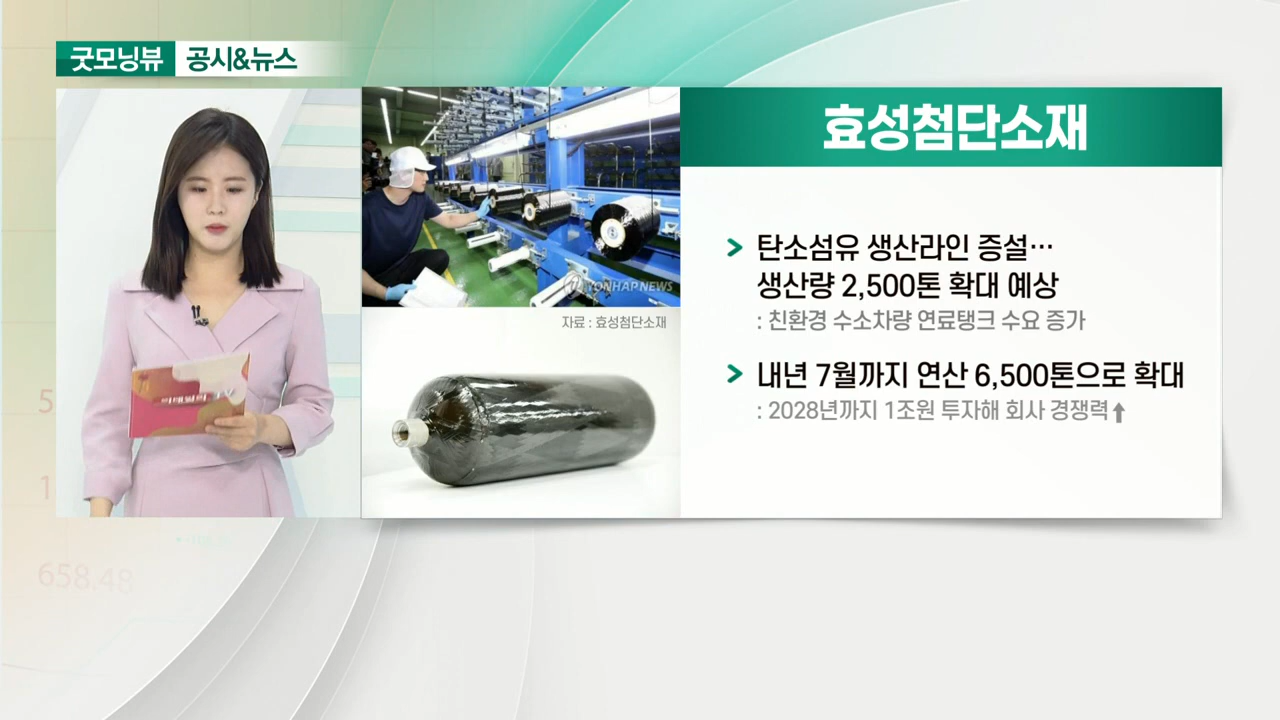 굿모닝뷰 공시&뉴스
효성첨단소재
YONHAP NEWS
자료 : 효성첨단소재
탄소섬유 생산라인 증설…
생산량 2,500톤 확대 예상
: 친환경 수소차량 연료탱크 수요 증가
내년 7월까지 연산 6,500톤으로 확대
: 2028년까지 1조원 투자해 회사 경쟁력⬆
658.48